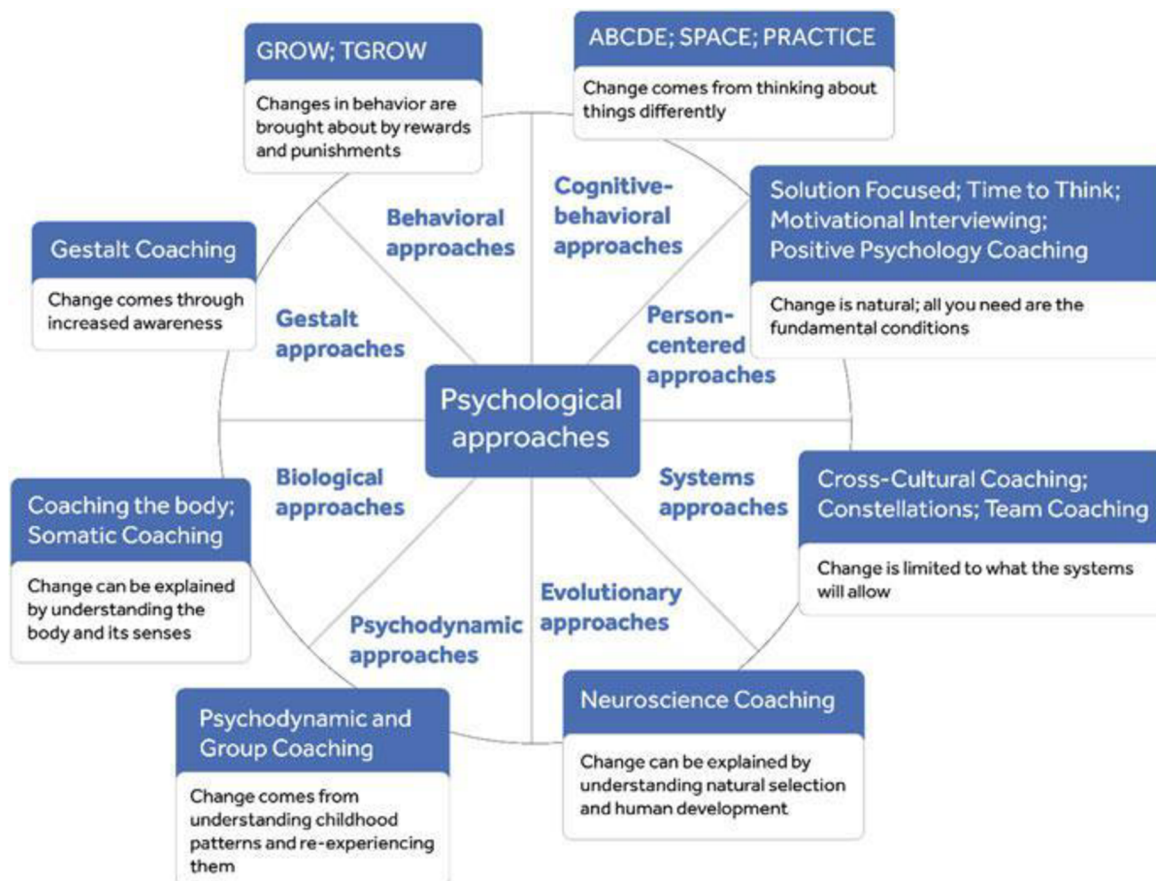 GROW; TGROW
Changes in behavior are
brought about by rewards
and punishments
ABCDE; SPACE; PRACTICE
Change comes from thinking about
things differently
Behavioral
approaches
Cognitive-
behavioral
approaches
Solution Focused; Time to Think;
Motivational Interviewing;
Positive Psychology Coaching
Change is natural; all you need are the
fundamental conditions
Gestalt Coaching
Change comes through
increased awareness
Gestalt
approaches
Person-
centered
approaches
Psychological
approaches
Biological
approaches
Systems
approaches
Coaching the body;
Somatic Coaching
Change can be explained
by understanding the
body and its senses
Cross-Cultural Coaching;
Constellations; Team Coaching
Change is limited to what the systems
will allow
Psychodynamic
approaches
Evolutionary
approaches
Psychodynamic and
Group Coaching
Change comes from
understanding childhood
patterns and re-experiencing
them
Neuroscience Coaching
Change can be explained by
understanding natural selection
and human development